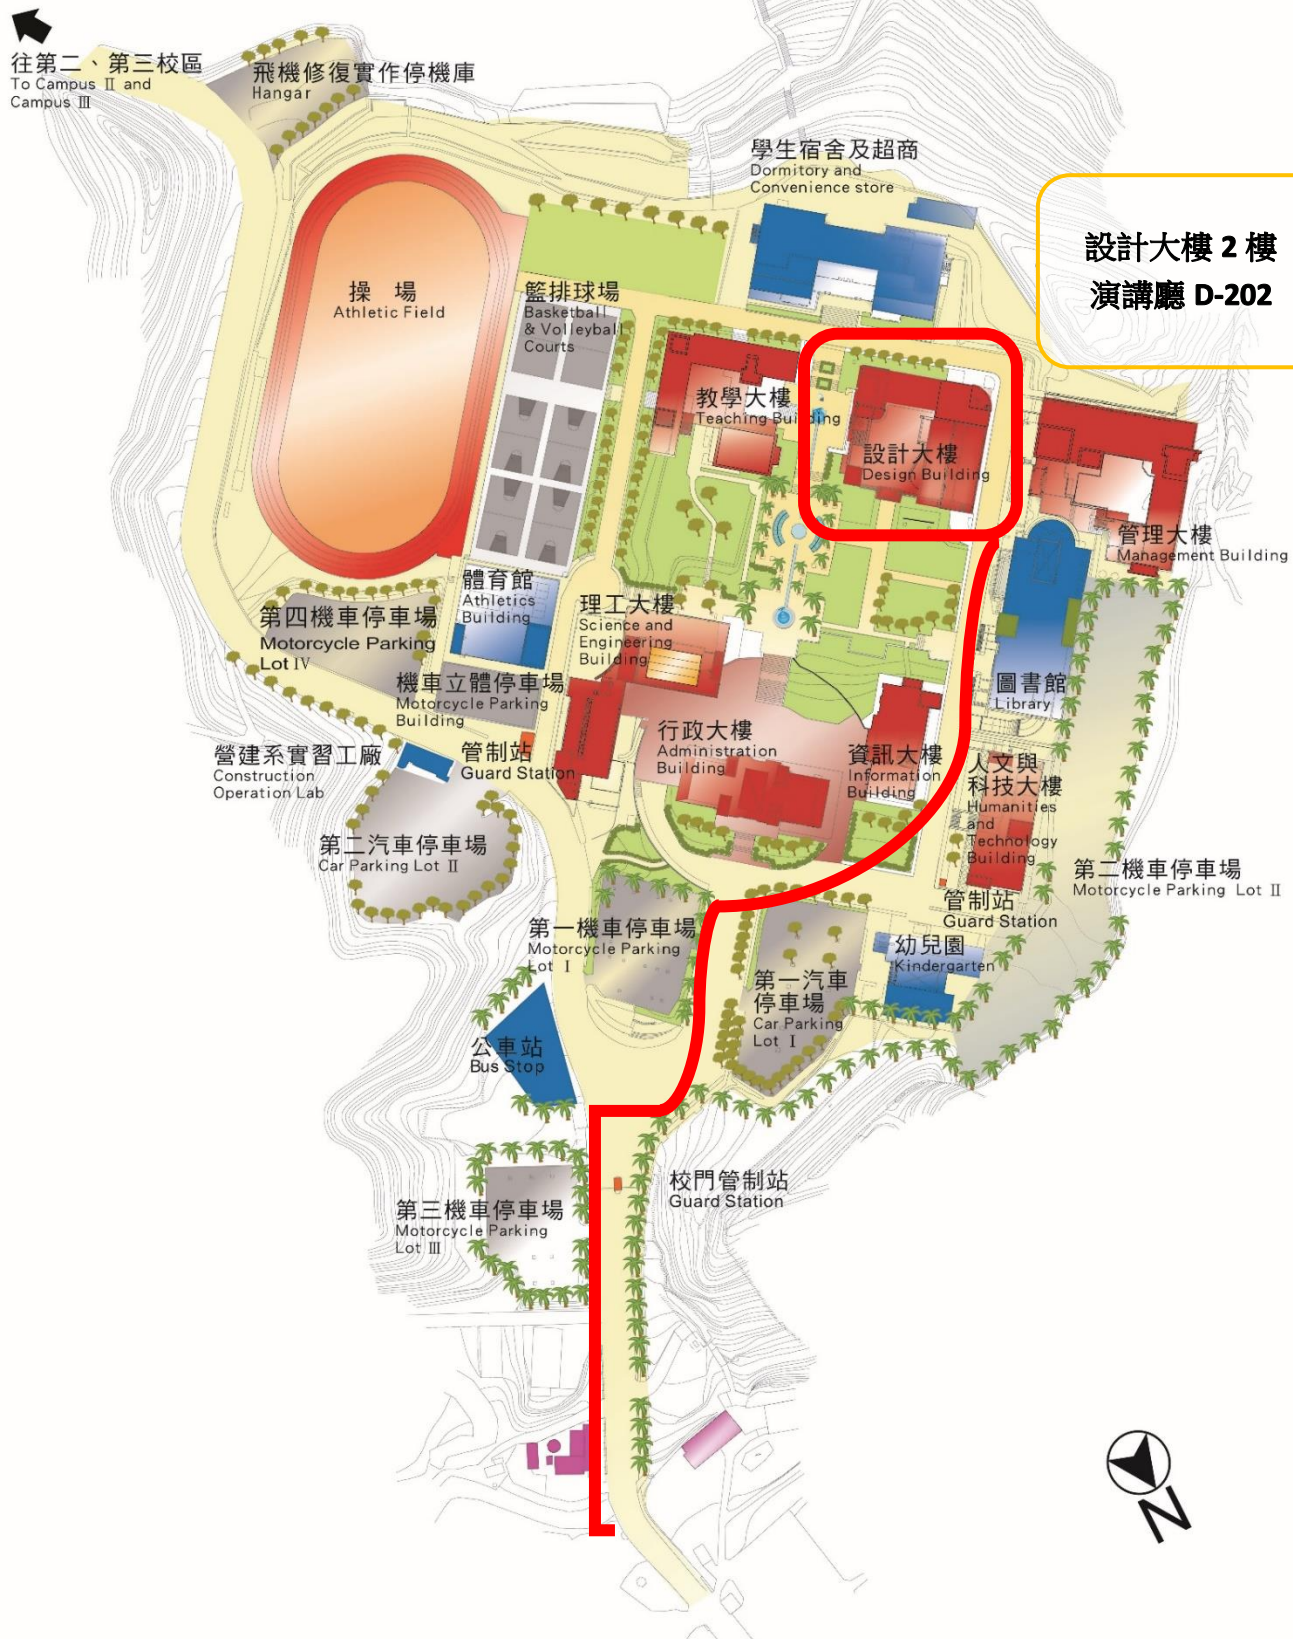 往第二、第三校區
To Campus Ⅱ and
Campus Ⅲ
飛機修復實作停機庫
Hangar
學生宿舍及超商
Dormitory and
Convenience store
設計大樓 2 樓
演講廳 D-202
操 場
Athletic Field
籃排球場
Basketball
& Volleyball
Courts
教學大樓
Teaching Building
設計大樓
Design Building
管理大樓
Management Building
體育館
Athletics
Building
理工大樓
Science and
Engineering
Building
第四機車停車場
Motorcycle Parking
Lot Ⅳ
機車立體停車場
Motorcycle Parking
Building
圖書館
Library
行政大樓
Administration
Building
資訊大樓
Information
Building
人文與
科技大樓
Humanities
and
Technology
Building
營建系實習工廠
Construction
Operation Lab
管制站
Guard Station
第二汽車停車場
Car Parking Lot Ⅱ
第二機車停車場
Motorcycle Parking Lot Ⅱ
管制站
Guard Station
第一機車停車場
Motorcycle Parking
Lot Ⅰ
幼兒園
Kindergarten
第一汽車
停車場
Car Parking
Lot Ⅰ
公車站
Bus Stop
校門管制站
Guard Station
第三機車停車場
Motorcycle Parking
Lot Ⅲ
N